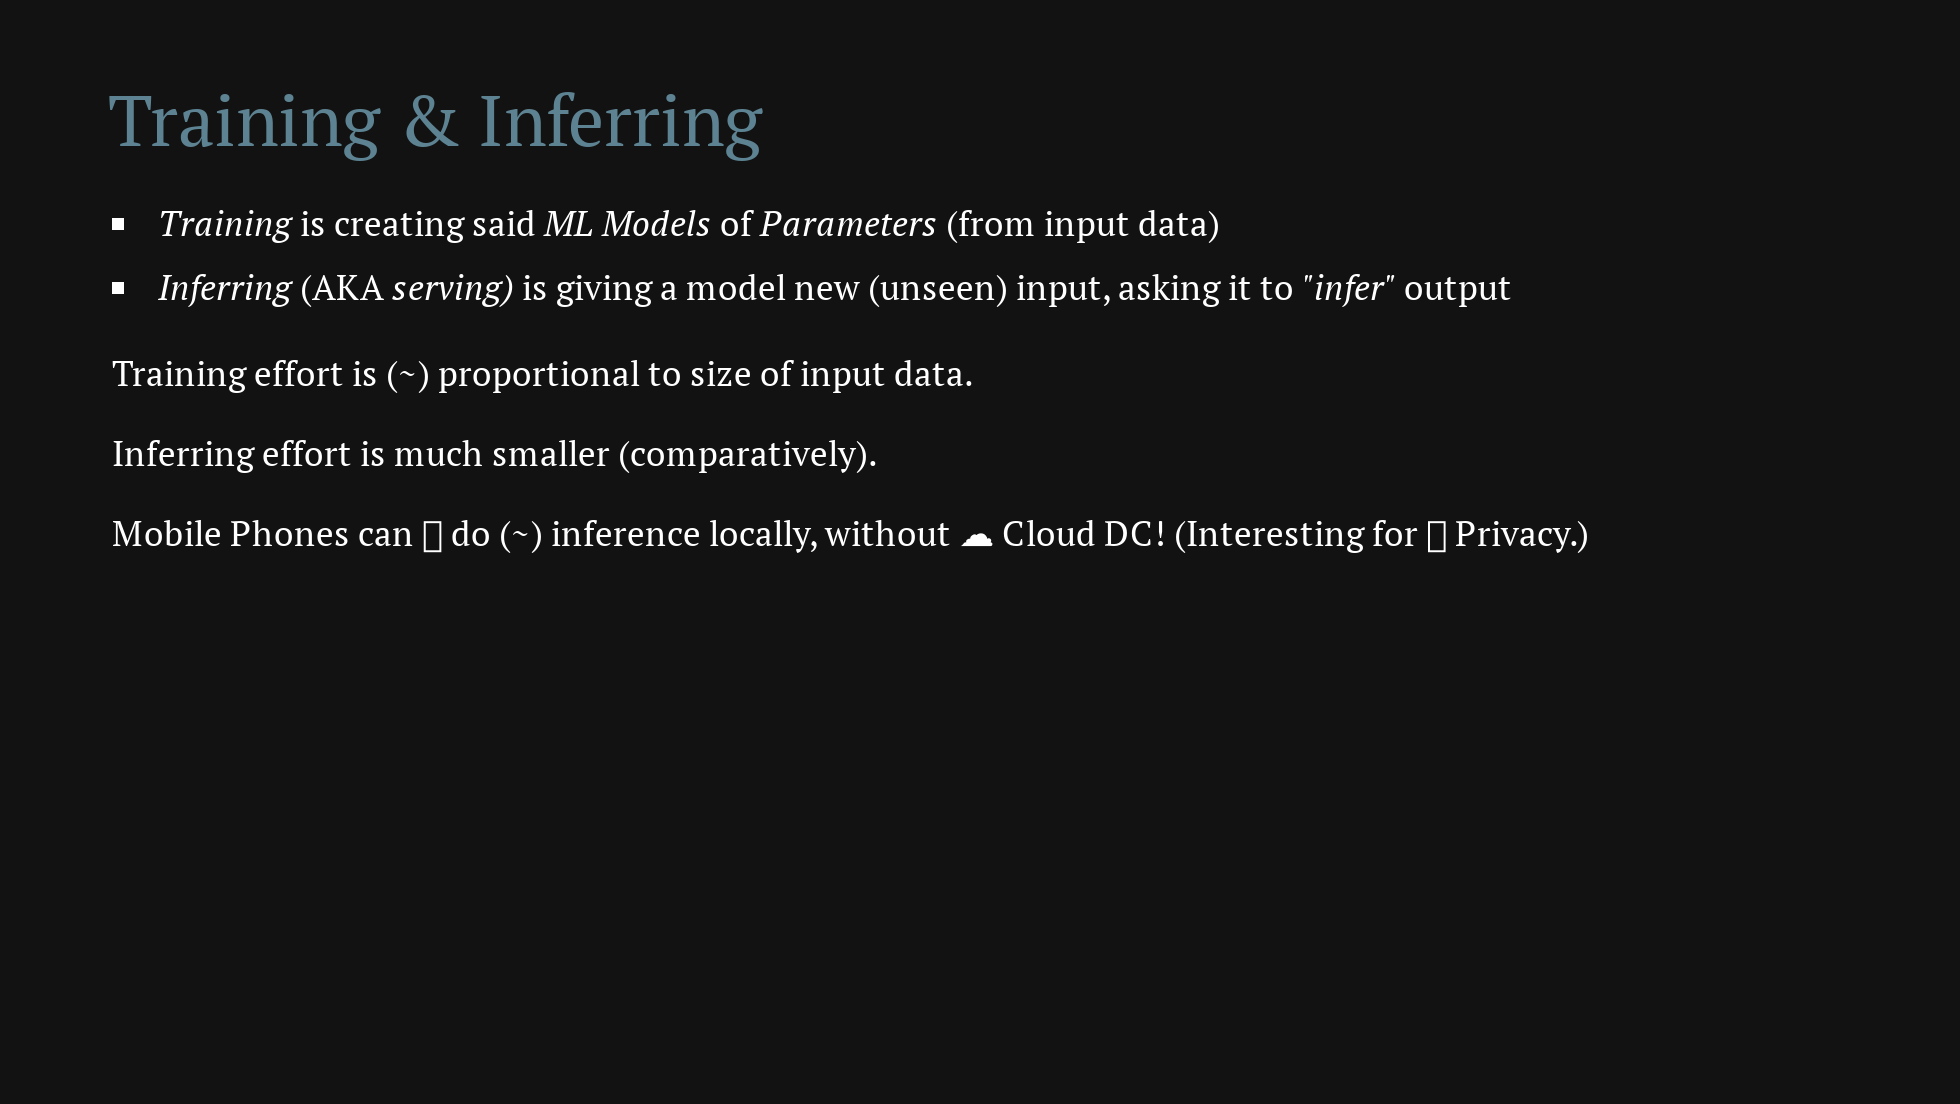 Training & Inferring
▪ Training is creating said ML Models of Parameters (from input data)
▪ Inferring (AKA serving) is giving a model new (unseen) input, asking it to "infer" output
Training effort is (~) proportional to size of input data.
Inferring effort is much smaller (comparatively).
Mobile Phones can ▯ do (~) inference locally, without ☁ Cloud DC! (Interesting for ▯ Privacy.)